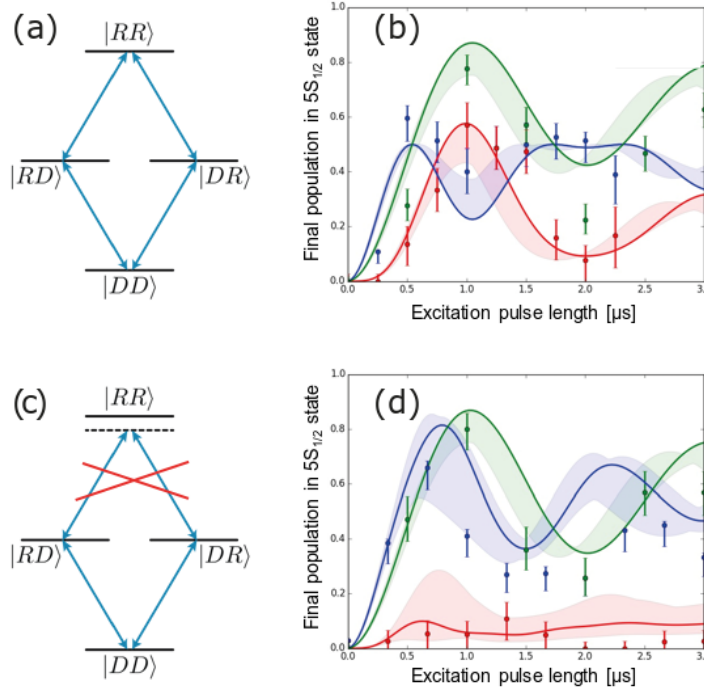 (a)
|RR⟩
|RD⟩
|DR⟩
|DD⟩
(b)
Final population in 5S1/2 state
1.0
0.8
0.6
0.4
0.2
0.0
0.0 0.5 1.0 1.5 2.0 2.5 3.
Excitation pulse length [µs]
(c)
|RR⟩
|RD⟩
|DR⟩
|DD⟩
(d)
Final population in 5S1/2 state
1.0
0.8
0.6
0.4
0.2
0.0
0.0 0.5 1.0 1.5 2.0 2.5 3.
Excitation pulse length [µs]